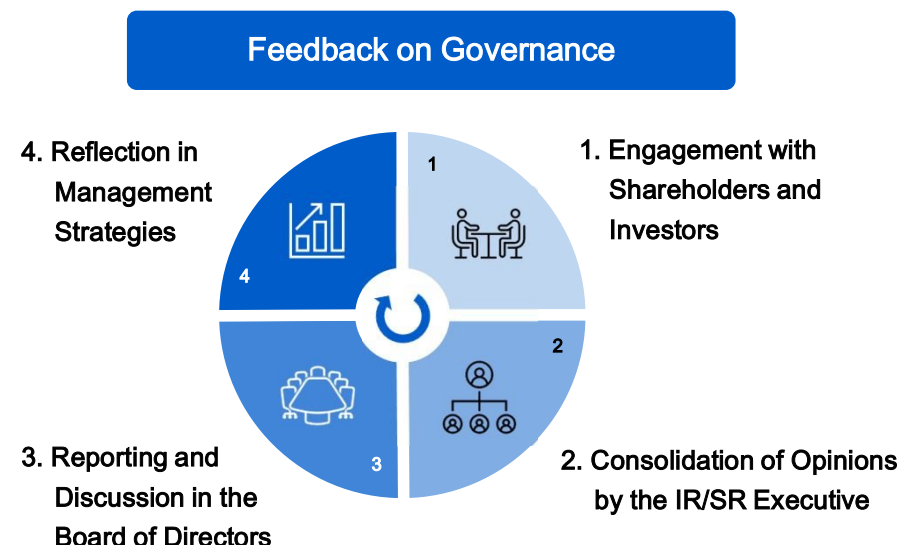 Feedback on Governance
4. Reflection in
Management
Strategies
1. Engagement with
Shareholders and
Investors
1
4
2
3
3. Reporting and
Discussion in the
Board of Directors
2. Consolidation of Opinions
by the IR/SR Executive